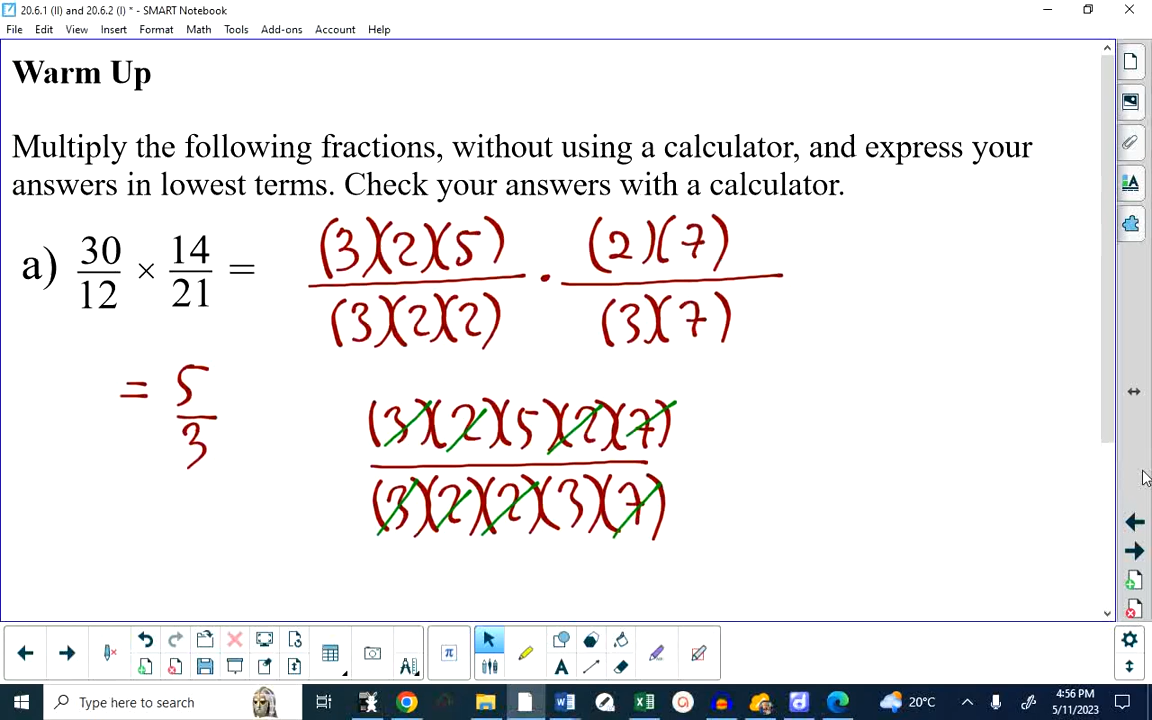 20.6.1 (II) and 20.6.2 (I) * - SMART Notebook
File Edit View Insert Format Math Tools Add-ons Account Help
Warm Up
Multiply the following fractions, without using a calculator, and express your
answers in lowest terms. Check your answers with a calculator.
a) 30/12 × 14/21 = (3)(2)(5)/(3)(2)(2) · (2)(7)/(3)(7)
= 5/3
(3)(2)(5)(2)(7)/(3)(2)(2)(3)(7)
Type here to search
20°C
4:56 PM
5/11/2023